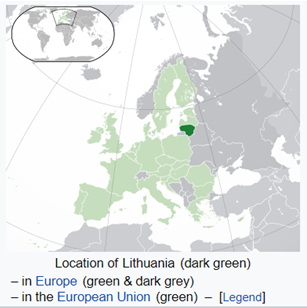 Location of Lithuania (dark green)
– in Europe (green & dark grey)
– in the European Union (green) – [Legend]